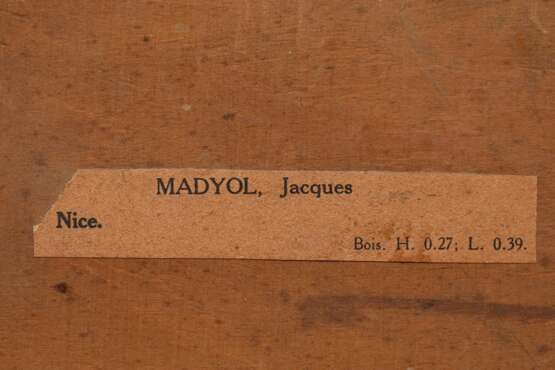 MADYOL, Jacques
Nice.
Bois. H. 0.27; L. 0.39.